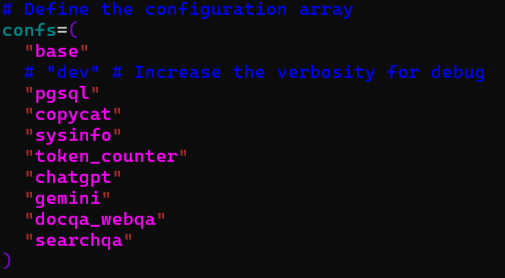 # Define the configuration array
confs=(
  "base"
  # "dev" # Increase the verbosity for debug
  "pgsql"
  "copycat"
  "sysinfo"
  "token_counter"
  "chatgpt"
  "gemini"
  "docqa_webqa"
  "searchqa"
)